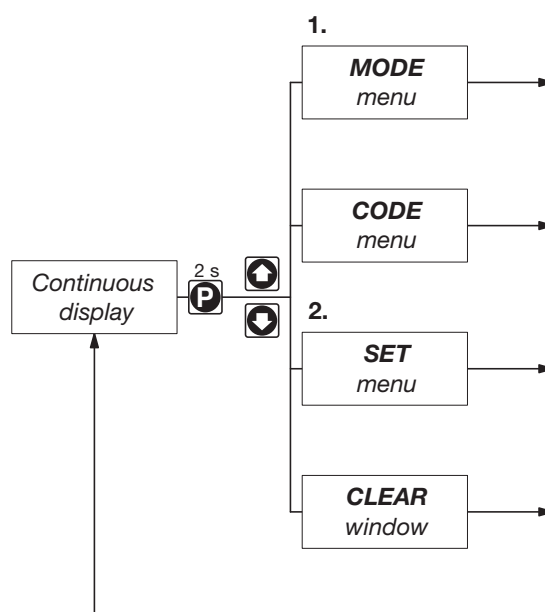 1.
MODE
menu
CODE
menu
2 s
P
Continuous
display
2.
SET
menu
CLEAR
window